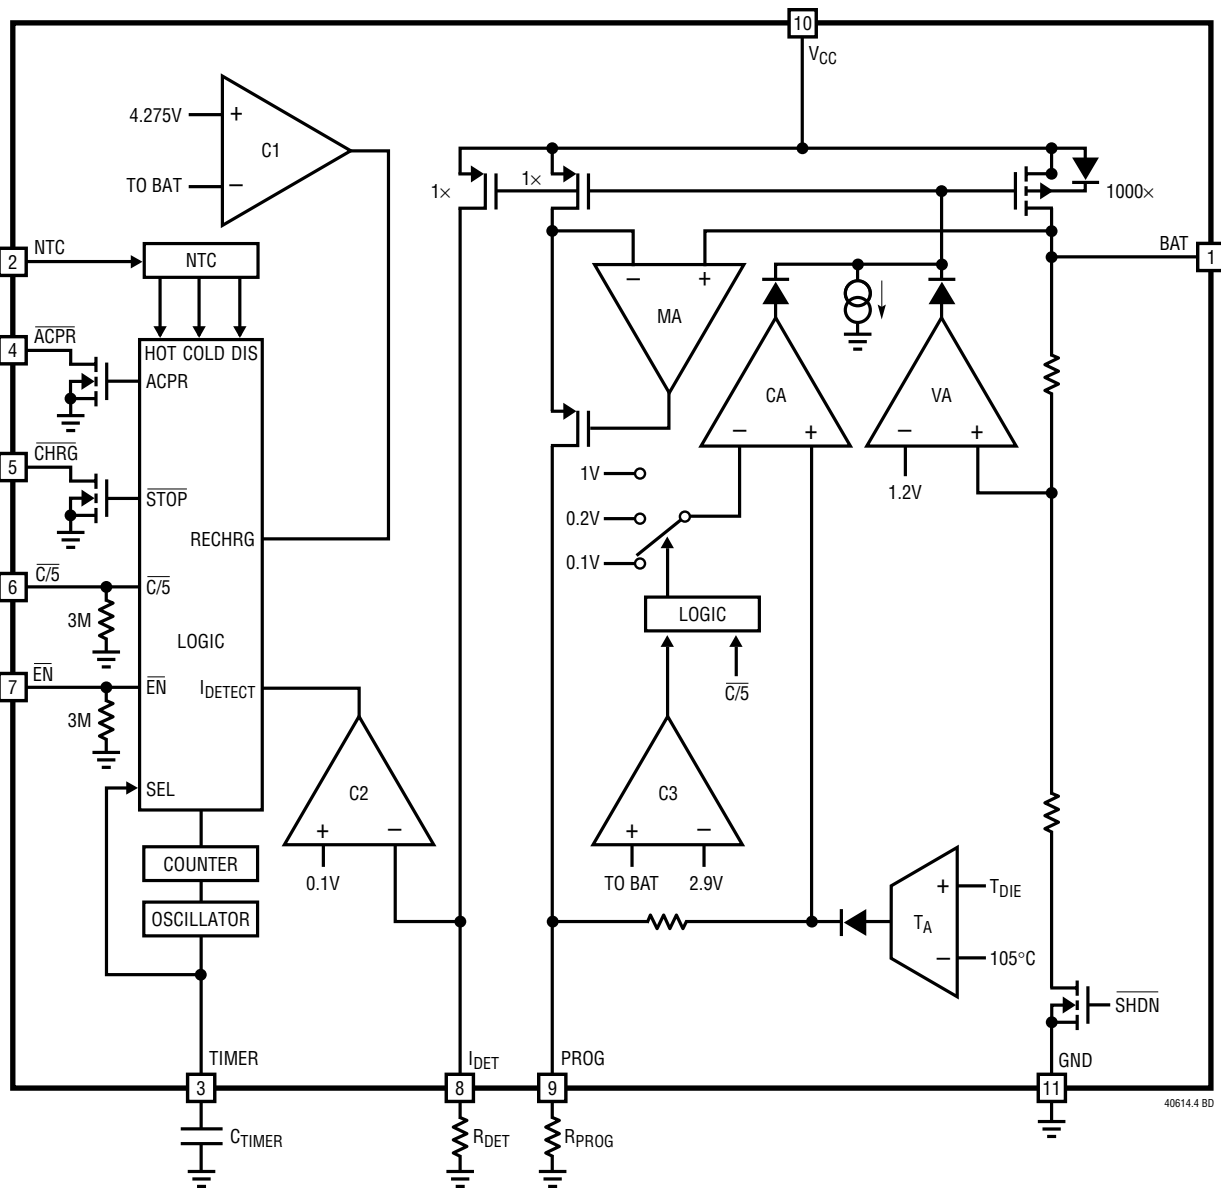 10
VCC
4.275V
+
C1
TO BAT
−
1×
1×
1000×
BAT
1
2
NTC
NTC
− +
MA
4
ACPR
HOT COLD DIS
ACPR
CA
VA
− +
− +
5
CHRG
STOP
1V
1.2V
0.2V
RECHRG
0.1V
6
C/5
C/5
3M
LOGIC
LOGIC
7
EN
EN
IDETECT
C/5
3M
SEL
C2
C3
+ −
+ −
COUNTER
0.1V
TO BAT
2.9V
+
TDIE
OSCILLATOR
TA
−
105°C
SHDN
TIMER
IDET
PROG
GND
3
8
9
11
40614.4 BD
CTIMER
RDET
RPROG